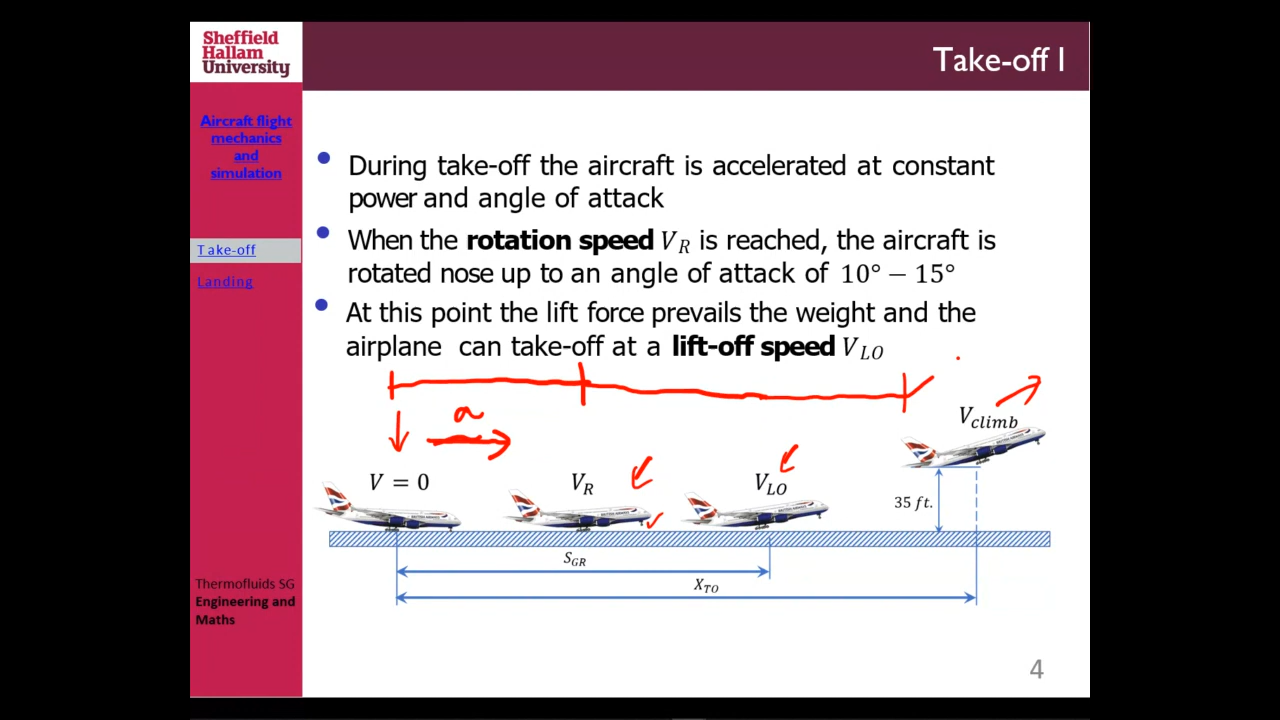 Sheffield
Hallam
University
Take-off I
Aircraft flight
mechanics
and
simulation
Take-off
Landing
Thermofluids SG
Engineering and
Maths
• During take-off the aircraft is accelerated at constant
power and angle of attack
• When the rotation speed V_R is reached, the aircraft is
rotated nose up to an angle of attack of 10° − 15°
• At this point the lift force prevails the weight and the
airplane can take-off at a lift-off speed V_LO
a
V_climb
V = 0
V_R
V_LO
35 ft.
S_GR
X_TO
4